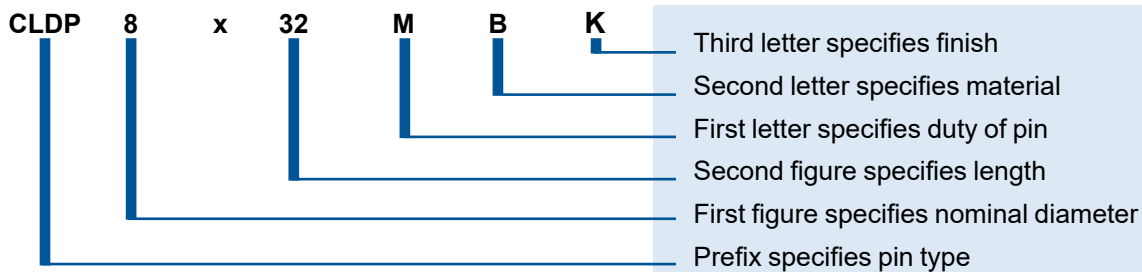 CLDP 8 x 32 M B K
Third letter specifies finish
Second letter specifies material
First letter specifies duty of pin
Second figure specifies length
First figure specifies nominal diameter
Prefix specifies pin type